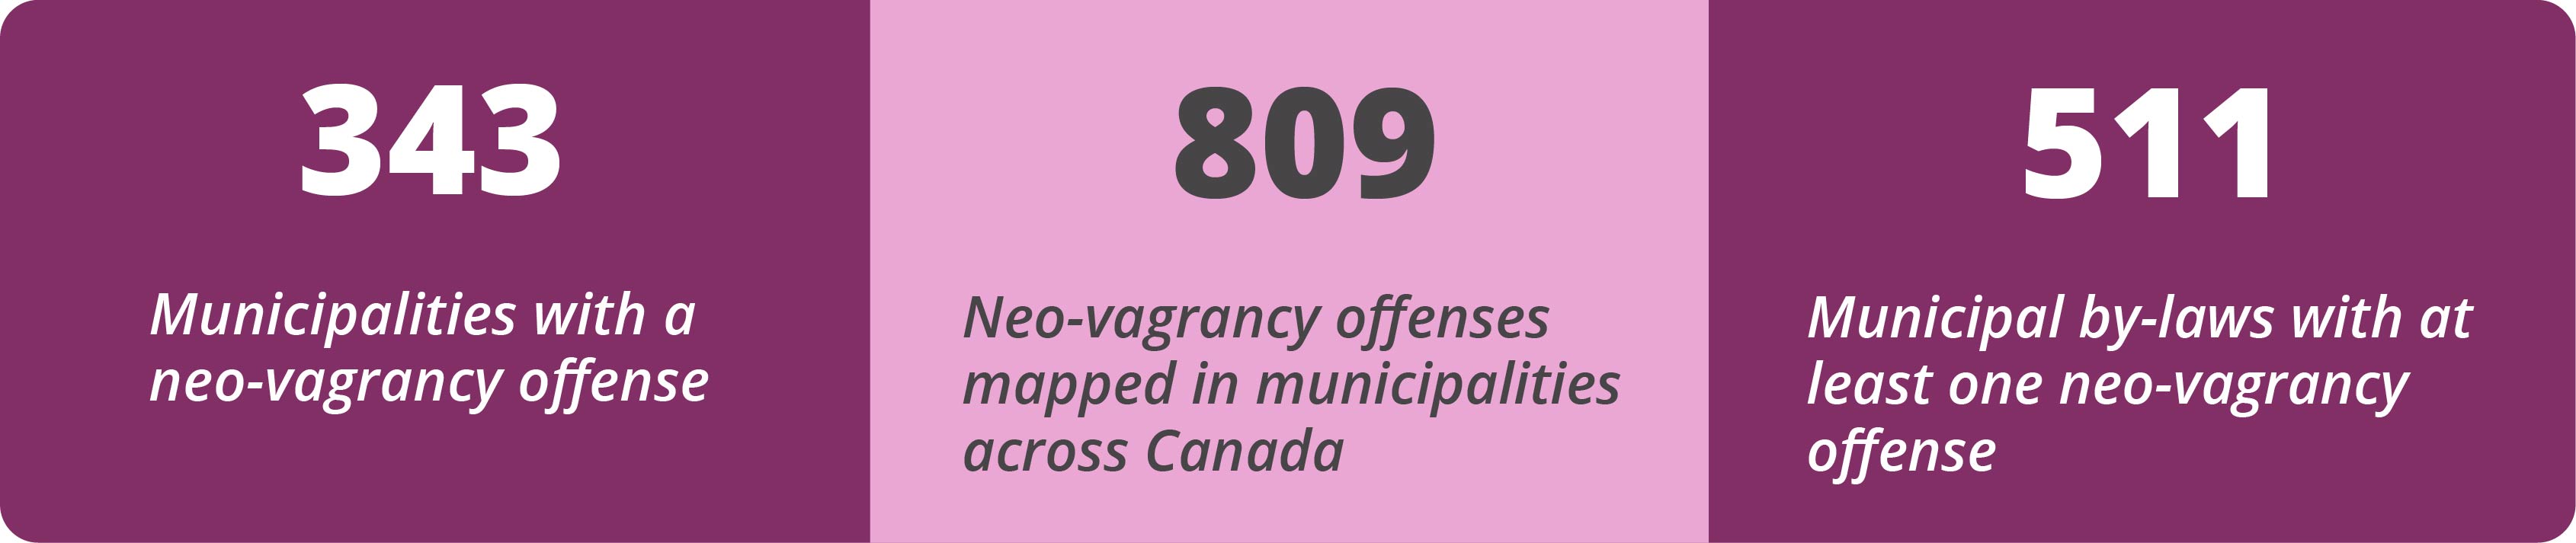 343
Municipalities with a
neo-vagrancy offense
809
Neo-vagrancy offenses
mapped in municipalities
across Canada
511
Municipal by-laws with at
least one neo-vagrancy
offense